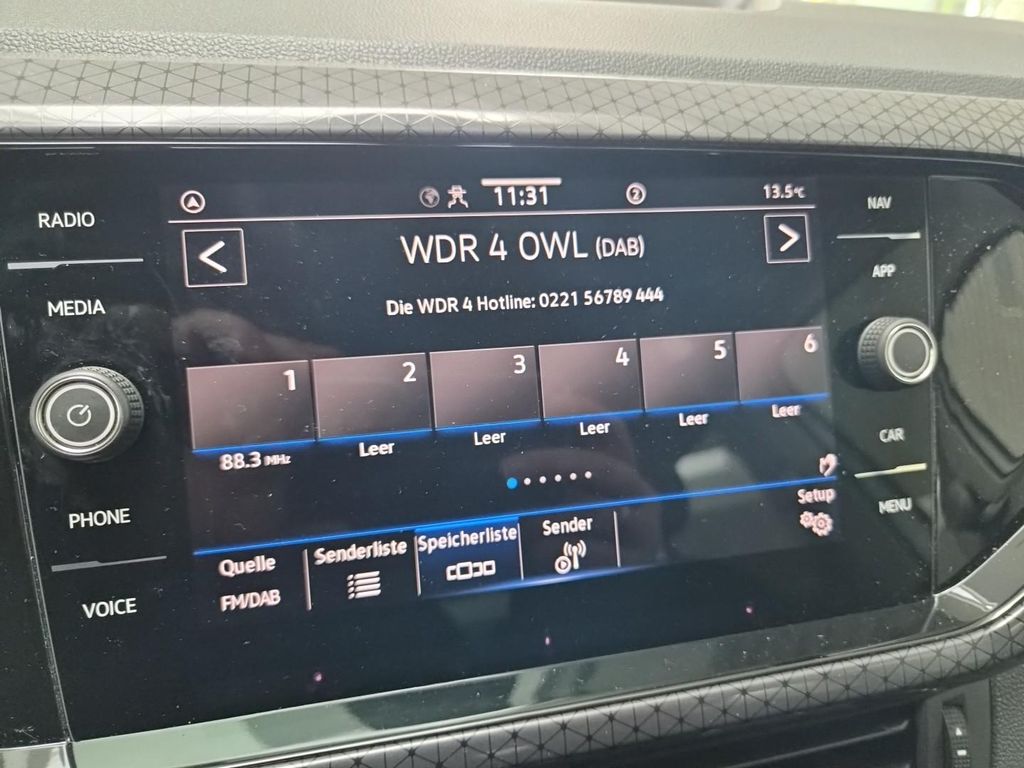 RADIO
MEDIA
PHONE
VOICE
11:31
2
13.5°C
WDR 4 OWL (DAB)
Die WDR 4 Hotline: 0221 56789 444
1 2 3 4 5 6
88.3 MHz Leer Leer Leer Leer Leer
Quelle
FM/DAB
Senderliste
Speicherliste
Sender
Setup
NAV
APP
CAR
MENU